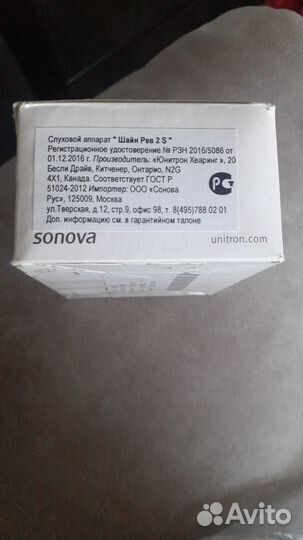 Слуховой аппарат " Шайн Рев 2 S "
Регистрационное удостоверение № РЗН 2016/5086 от
01.12.2016 г. Производитель: «Юнитрон Хеаринг », 20
Бесли Драйв, Китченер, Онтарио, N2G
4X1, Канада. Соответствует ГОСТ Р
51024-2012 Импортер: ООО «Сонова
Рус», 125009, Москва
ул.Тверская, д.12, стр.9, офис 98, т. 8(495)788 02 01
Доп. информацию см. в гарантийном талоне
sonova
unitron.com
Avito